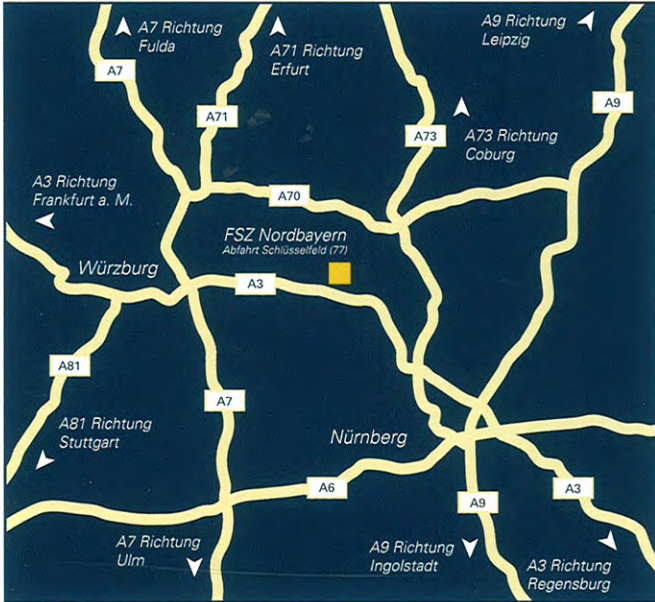 A7 Richtung
Fulda
A71 Richtung
Erfurt
A9 Richtung
Leipzig
A7
A71
A73
A9
A73 Richtung
Coburg
A3 Richtung
Frankfurt a. M.
A70
FSZ Nordbayern
Abfahrt Schlüsselfeld (77)
Würzburg
A3
A81
A7
A81 Richtung
Stuttgart
Nürnberg
A6
A9
A3
A7 Richtung
Ulm
A9 Richtung
Ingolstadt
A3 Richtung
Regensburg